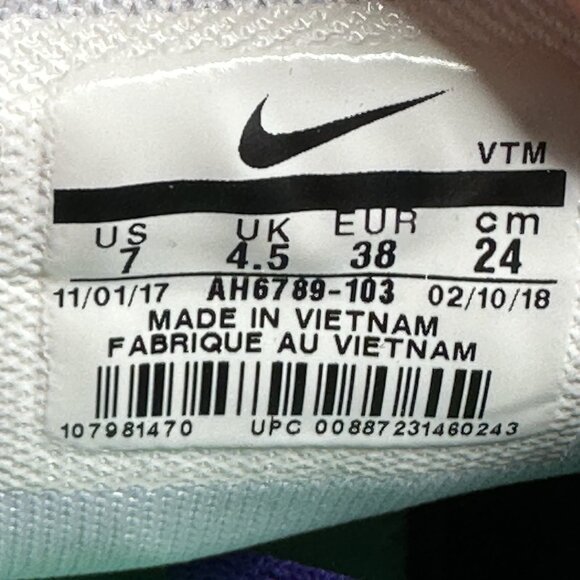 VTM
US UK EUR cm
7 4.5 38 24
11/01/17 AH6789-103 02/10/18
MADE IN VIETNAM
FABRIQUE AU VIETNAM
107981470 UPC 00887231460243